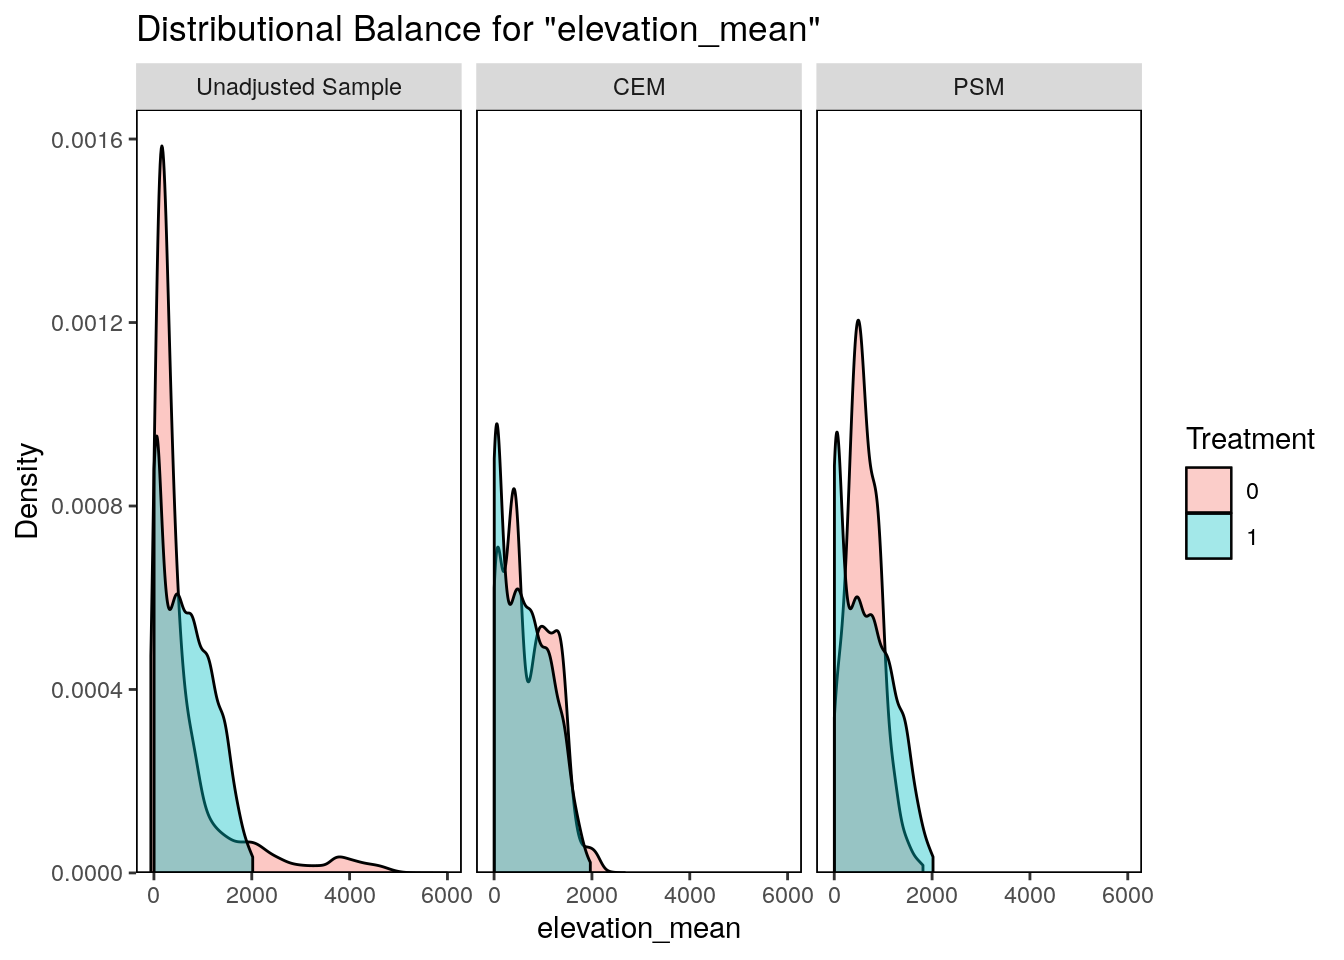 Distributional Balance for "elevation_mean"
Unadjusted Sample CEM PSM
0.0016
0.0012
0.0008
0.0004
0.0000
Density
0 2000 4000 6000 0 2000 4000 6000 0 2000 4000 6000
elevation_mean
Treatment
0
1